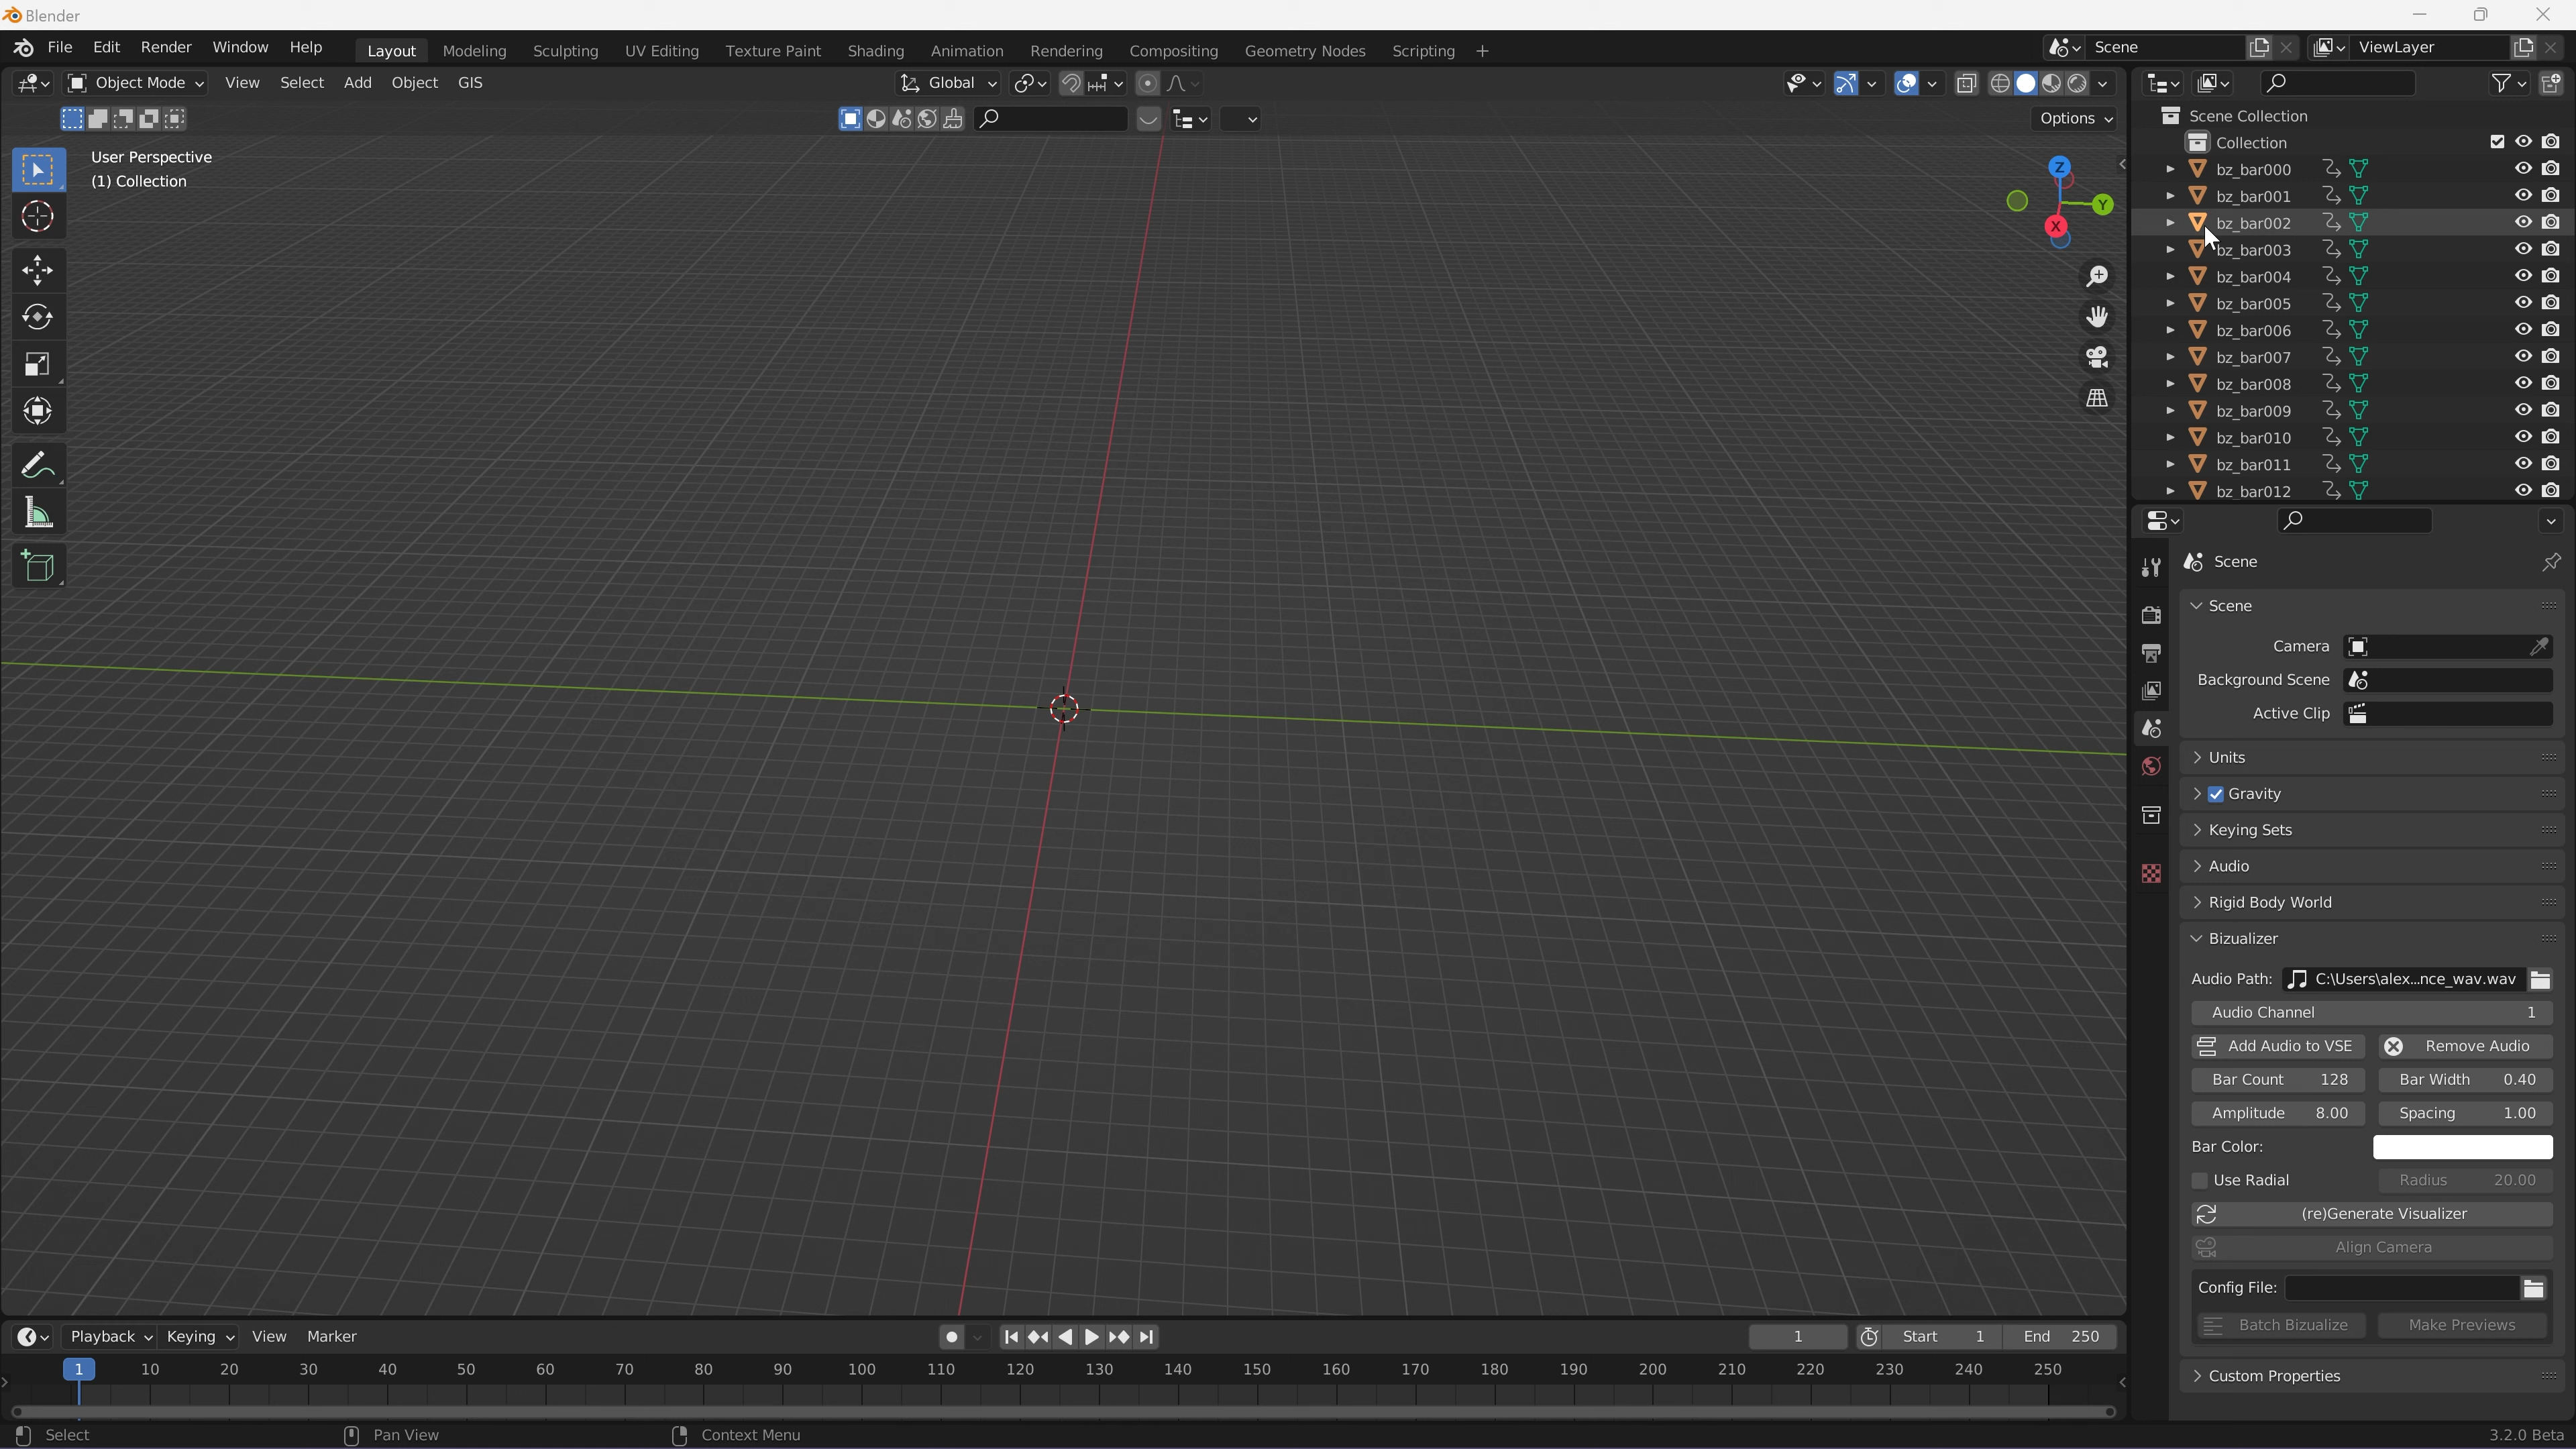 Blender
File Edit Render Window Help Layout Modeling Sculpting UV Editing Texture Paint Shading Animation Rendering Compositing Geometry Nodes Scripting + Scene ViewLayer
Object Mode View Select Add Object GIS Global
Options
User Perspective
(1) Collection
Z
Y
X
Scene Collection
Collection
bz_bar000
bz_bar001
bz_bar002
bz_bar003
bz_bar004
bz_bar005
bz_bar006
bz_bar007
bz_bar008
bz_bar009
bz_bar010
bz_bar011
bz_bar012
Scene
Scene
Camera
Background Scene
Active Clip
Units
Gravity
Keying Sets
Audio
Rigid Body World
Bizualizer
Audio Path: C:\Users\alex...nce_wav.wav
Audio Channel 1
Add Audio to VSE Remove Audio
Bar Count 128 Bar Width 0.40
Amplitude 8.00 Spacing 1.00
Bar Color:
Use Radial Radius 20.00
(re)Generate Visualizer
Align Camera
Config File:
Batch Bizualize Make Previews
Custom Properties
Playback Keying View Marker 1 Start 1 End 250
1 10 20 30 40 50 60 70 80 90 100 110 120 130 140 150 160 170 180 190 200 210 220 230 240 250
Select Pan View Context Menu 3.2.0 Beta